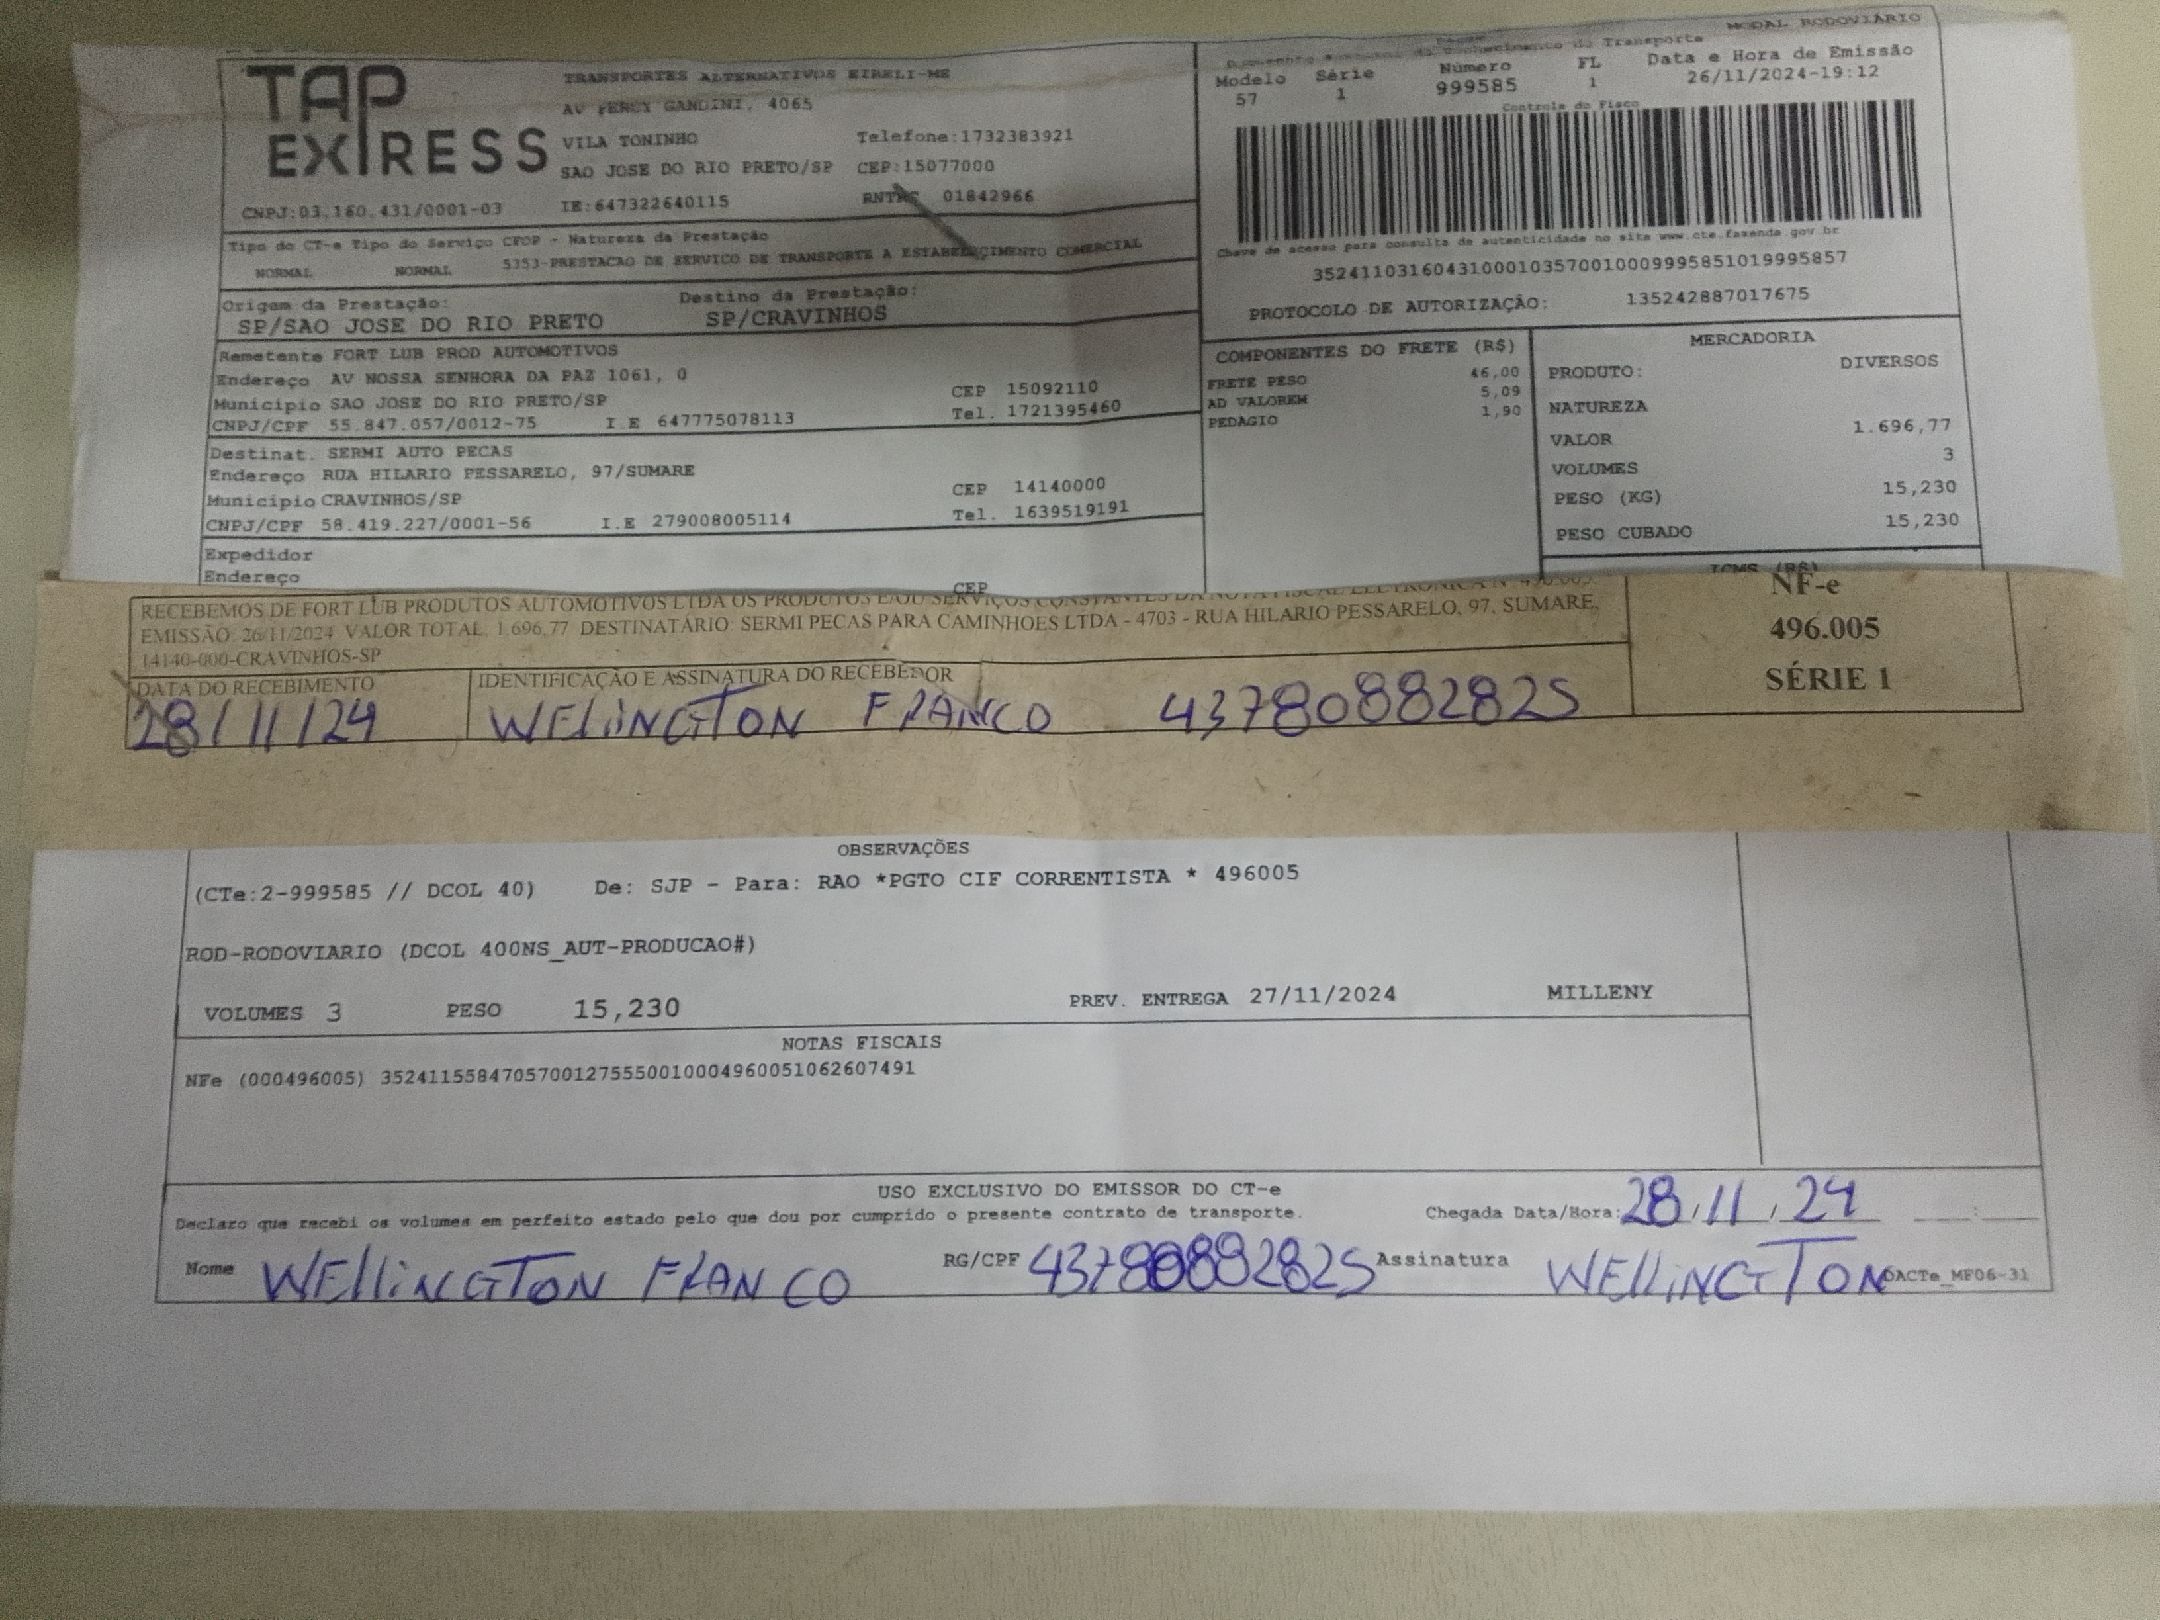 TAP EXPRESS
TRANSPORTES ALTERNATIVOS EIRELI-ME
AV PERCY GANDINI, 4065
VILA TONINHO Telefone:1732383921
SAO JOSE DO RIO PRETO/SP CEP:15077000
CNPJ:03.160.431/0001-03 IE:647322640115 RNTRC 01842966
Tipo do CT-e Tipo do Serviço CFOP - Natureza da Prestação
NORMAL NORMAL 5353-PRESTACAO DE SERVICO DE TRANSPORTE A ESTABELECIMENTO COMERCIAL
Origem da Prestação: Destino da Prestação:
SP/SAO JOSE DO RIO PRETO SP/CRAVINHOS
Remetente FORT LUB PROD AUTOMOTIVOS
Endereço AV NOSSA SENHORA DA PAZ 1061, 0
Municipio SAO JOSE DO RIO PRETO/SP CEP 15092110
CNPJ/CPF 55.847.057/0012-75 I.E 647775078113 Tel. 1721395460
Destinat. SERMI AUTO PECAS
Endereço RUA HILARIO PESSARELO, 97/SUMARE
Municipio CRAVINHOS/SP CEP 14140000
CNPJ/CPF 58.419.227/0001-56 I.E 279008005114 Tel. 1639519191
Expedidor
Endereço CEP
MODAL RODOVIÁRIO
Conhecimento de Transporte
Modelo Série Número FL Data e Hora de Emissão
57 1 999585 1 26/11/2024-19:12
Controle do Fisco
Chave de acesso para consulta de autenticidade no site www.cte.fazenda.gov.br
35241103160431000103570010009995851019995857
PROTOCOLO DE AUTORIZAÇÃO: 135242887017675
COMPONENTES DO FRETE (R$)
FRETE PESO 46,00
AD VALOREM 5,09
PEDAGIO 1,90
MERCADORIA
PRODUTO: DIVERSOS
NATUREZA
VALOR 1.696,77
VOLUMES 3
PESO (KG) 15,230
PESO CUBADO 15,230
ICMS (R$)
RECEBEMOS DE FORT LUB PRODUTOS AUTOMOTIVOS LTDA OS PRODUTOS E/OU SERVIÇOS CONSTANTES DA NOTA FISCAL ELETRÔNICA Nº 496.005
EMISSÃO: 26/11/2024 VALOR TOTAL: 1.696,77 DESTINATÁRIO: SERMI PECAS PARA CAMINHOES LTDA - 4703 - RUA HILARIO PESSARELO, 97, SUMARE,
14140-000-CRAVINHOS-SP
DATA DO RECEBIMENTO IDENTIFICAÇÃO E ASSINATURA DO RECEBEDOR
28/11/24 WELLINGTON FRANCO 43780882825
NF-e
496.005
SÉRIE 1
OBSERVAÇÕES
(CTe:2-999585 // DCOL 40) De: SJP - Para: RAO *PGTO CIF CORRENTISTA * 496005
ROD-RODOVIARIO (DCOL 400NS_AUT-PRODUCAO#)
VOLUMES 3 PESO 15,230 PREV. ENTREGA 27/11/2024 MILLENY
NOTAS FISCAIS
NFe (000496005) 35241155847057001275550010004960051062607491
USO EXCLUSIVO DO EMISSOR DO CT-e
Declaro que recebi os volumes em perfeito estado pelo que dou por cumprido o presente contrato de transporte. Chegada Data/Hora: 28/11/24 ___:___
Nome WELLINGTON FRANCO RG/CPF 43780882825 Assinatura WELLINGTON DACTe_MF06-31